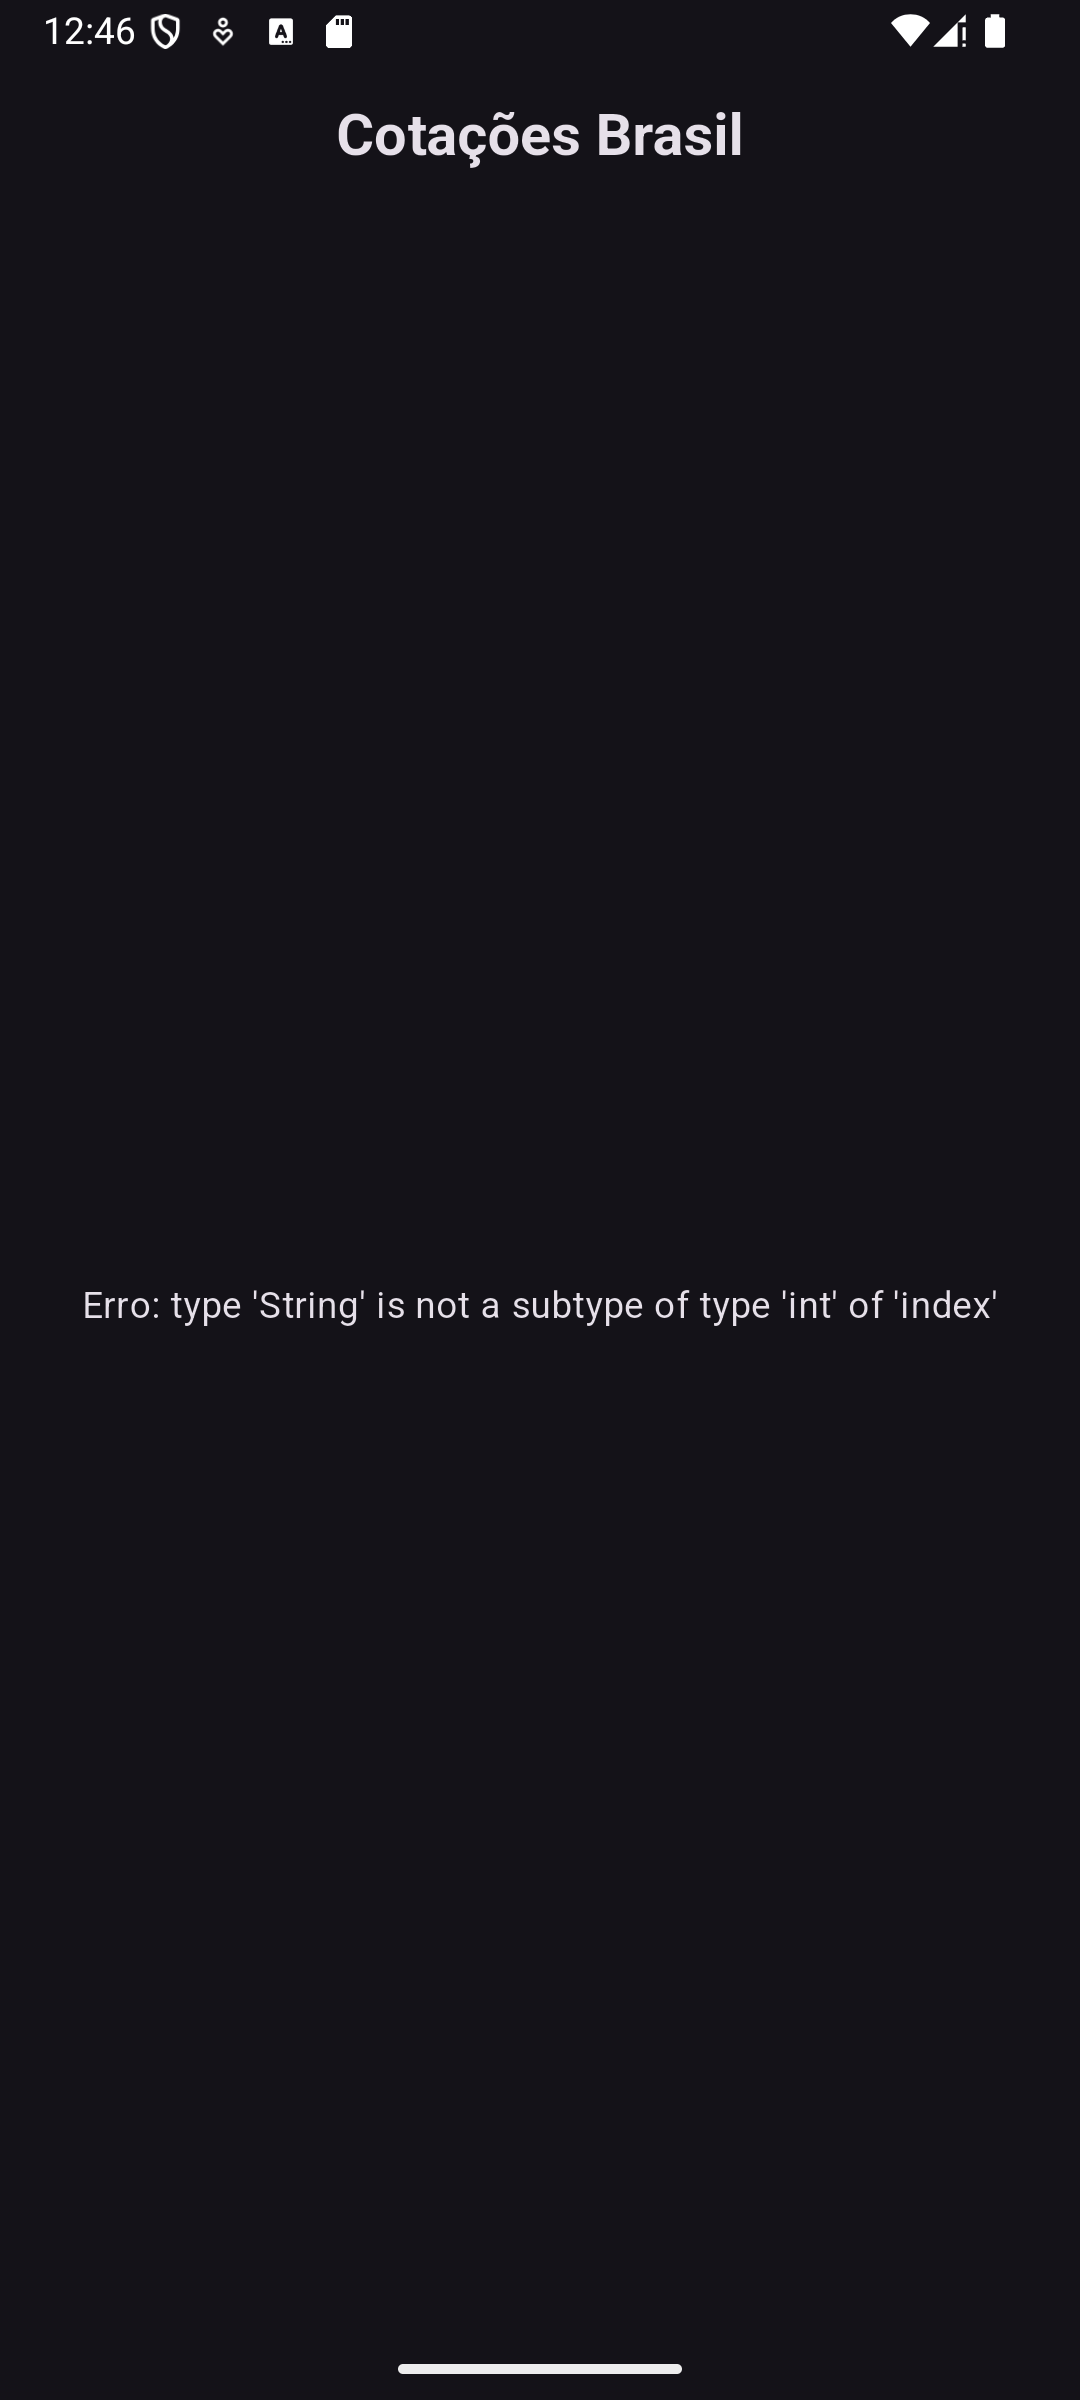 12:46
Cotações Brasil
Erro: type 'String' is not a subtype of type 'int' of 'index'